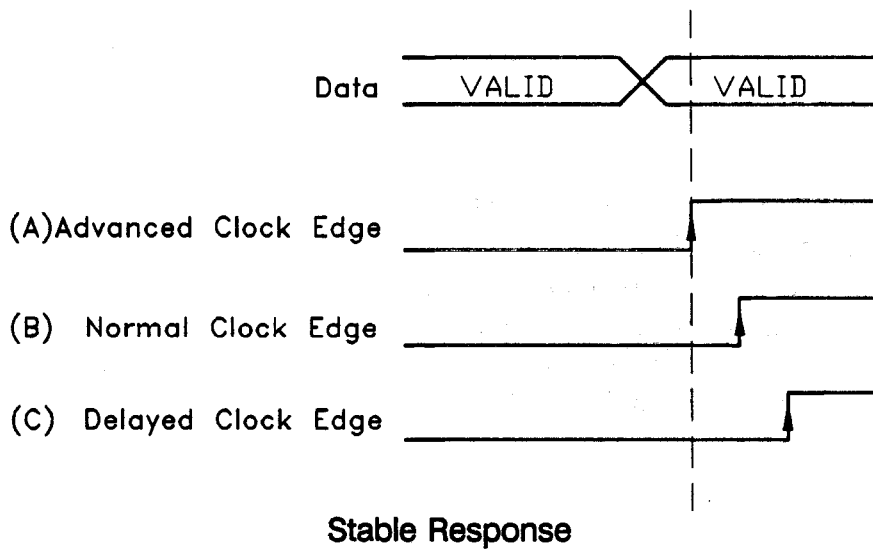 Data VALID VALID
(A)Advanced Clock Edge
(B) Normal Clock Edge
(C) Delayed Clock Edge
Stable Response